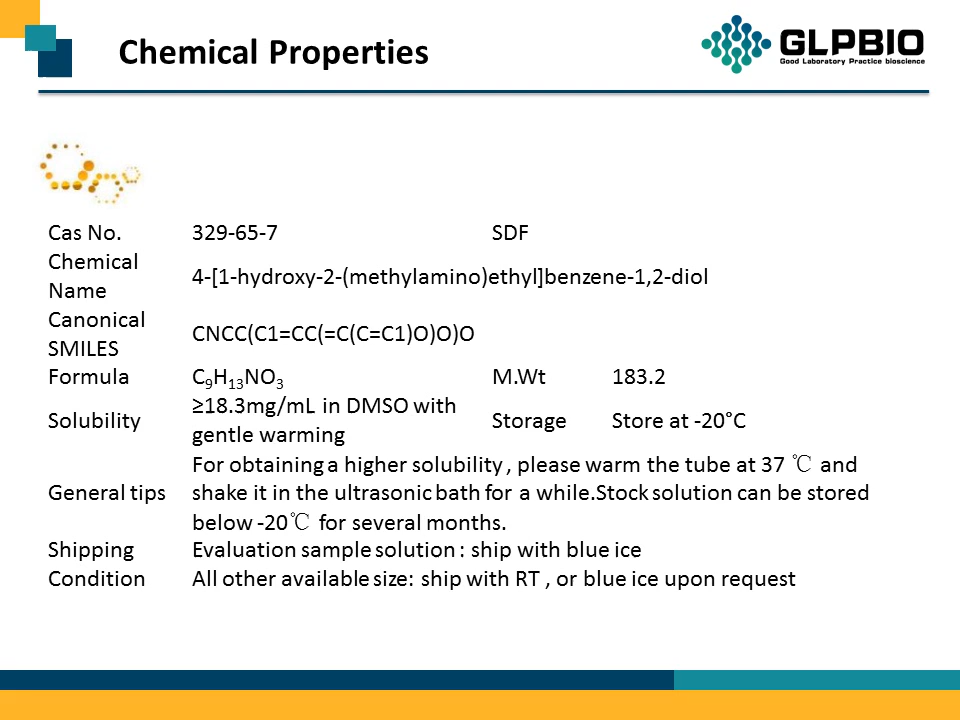 Chemical Properties
GLPBIO
Good Laboratory Practice bioscience
Cas No. 329-65-7 SDF
Chemical Name 4-[1-hydroxy-2-(methylamino)ethyl]benzene-1,2-diol
Canonical SMILES CNCC(C1=CC(=C(C=C1)O)O)O
Formula C₉H₁₃NO₃ M.Wt 183.2
Solubility ≥18.3mg/mL in DMSO with gentle warming Storage Store at -20°C
General tips For obtaining a higher solubility , please warm the tube at 37 ℃ and
shake it in the ultrasonic bath for a while.Stock solution can be stored
below -20℃ for several months.
Shipping Condition Evaluation sample solution : ship with blue ice
All other available size: ship with RT , or blue ice upon request